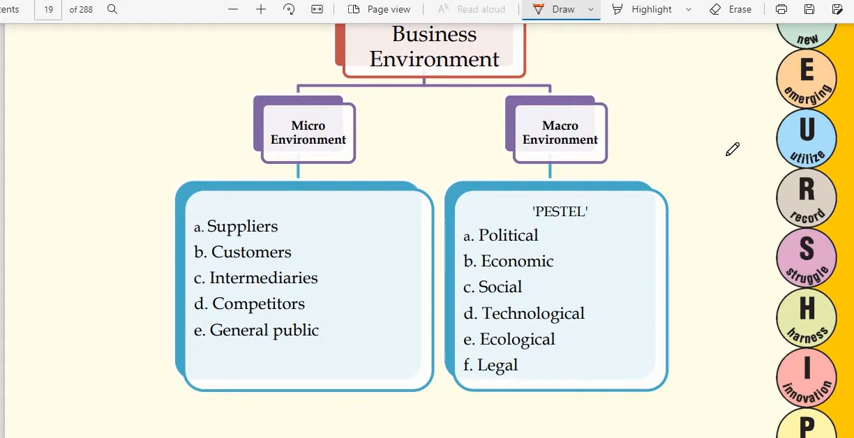 ents
19
of 288
Page view
Read aloud
Draw
Highlight
Erase
Business
Environment
Micro
Environment
Macro
Environment
a. Suppliers
b. Customers
c. Intermediaries
d. Competitors
e. General public
'PESTEL'
a. Political
b. Economic
c. Social
d. Technological
e. Ecological
f. Legal
new
E
emerging
U
utilize
R
record
S
struggle
H
harness
I
innovation
P